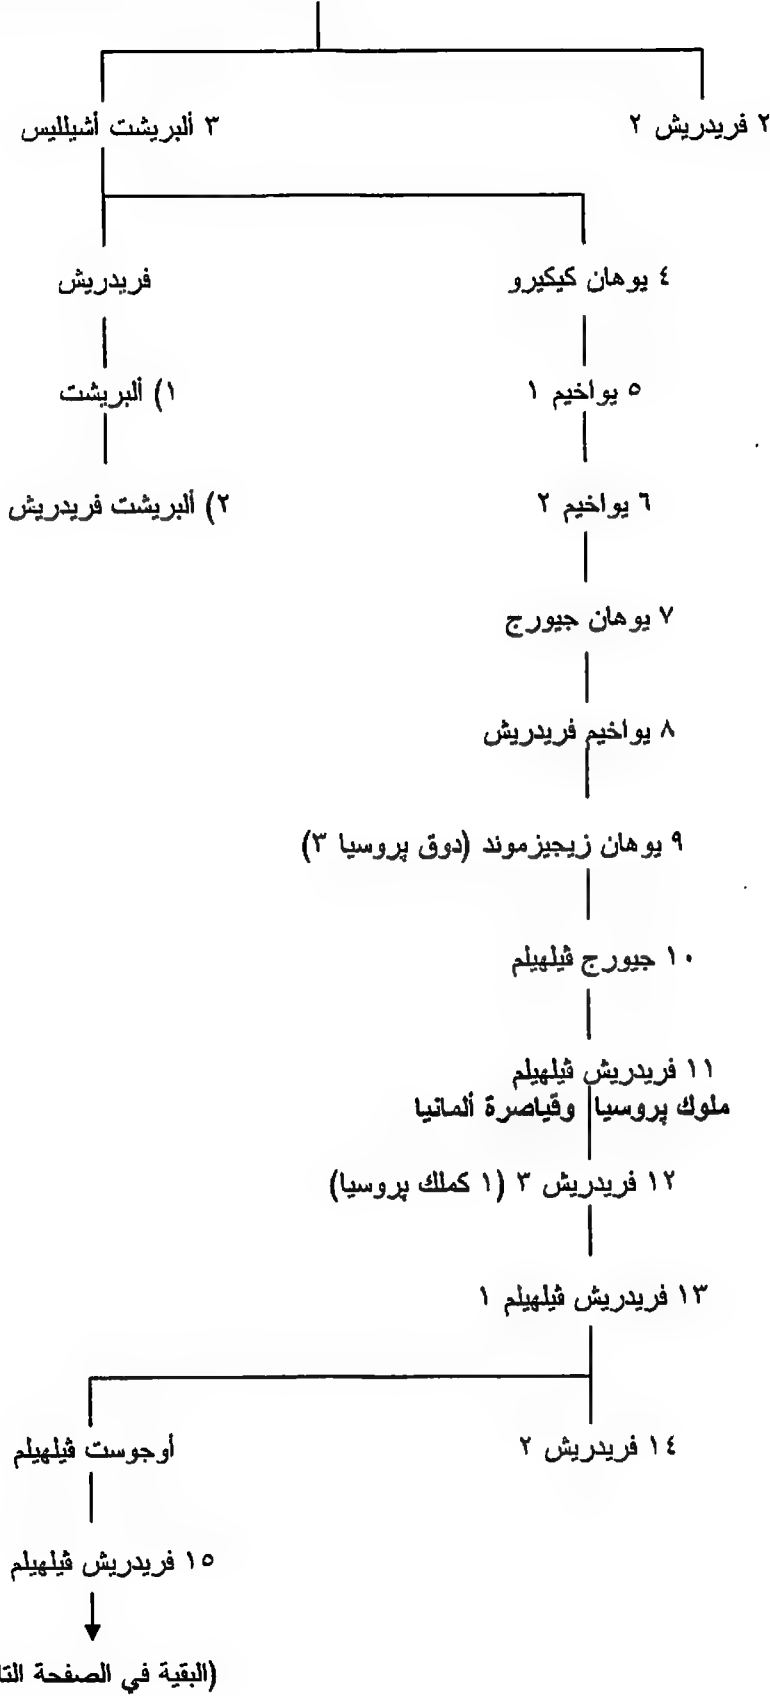 ٢ فريدريش ٢
٣ ألبريشت أشيلليس
٤ يوهان كيكيرو
فريدريش
٥ يواخيم ١
١) ألبريشت
٦ يواخيم ٢
٢) ألبريشت فريدريش
٧ يوهان جيورج
٨ يواخيم فريدريش
٩ يوهان زيجيزموند (دوق پروسيا ٣)
١٠ جيورج ڤيلهيلم
١١ فريدريش ڤيلهيلم
ملوك پروسيا وقياصرة ألمانيا
١٢ فريدريش ٣ (١ كملك پروسيا)
١٣ فريدريش ڤيلهيلم ١
١٤ فريدريش ٢
أوجوست ڤيلهيلم
١٥ فريدريش ڤيلهيلم
(البقية في الصفحة